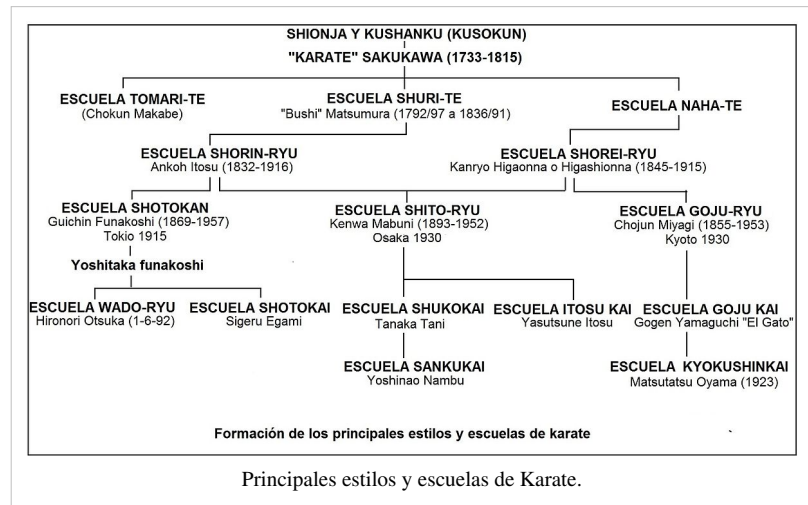 SHIONJA Y KUSHANKU (KUSOKUN)
"KARATE" SAKUKAWA (1733-1815)
ESCUELA TOMARI-TE
(Chokun Makabe)
ESCUELA SHURI-TE
"Bushi" Matsumura (1792/97 a 1836/91)
ESCUELA NAHA-TE
ESCUELA SHORIN-RYU
Ankoh Itosu (1832-1916)
ESCUELA SHOREI-RYU
Kanryo Higaonna o Higashionna (1845-1915)
ESCUELA SHOTOKAN
Guichin Funakoshi (1869-1957)
Tokio 1915
ESCUELA SHITO-RYU
Kenwa Mabuni (1893-1952)
Osaka 1930
ESCUELA GOJU-RYU
Chojun Miyagi (1855-1953)
Kyoto 1930
Yoshitaka funakoshi
ESCUELA WADO-RYU
Hironori Otsuka (1-6-92)
ESCUELA SHOTOKAI
Sigeru Egami
ESCUELA SHUKOKAI
Tanaka Tani
ESCUELA ITOSU KAI
Yasutsune Itosu
ESCUELA GOJU KAI
Gogen Yamaguchi "El Gato"
ESCUELA SANKUKAI
Yoshinao Nambu
ESCUELA KYOKUSHINKAI
Matsutatsu Oyama (1923)
Formación de los principales estilos y escuelas de karate
Principales estilos y escuelas de Karate.